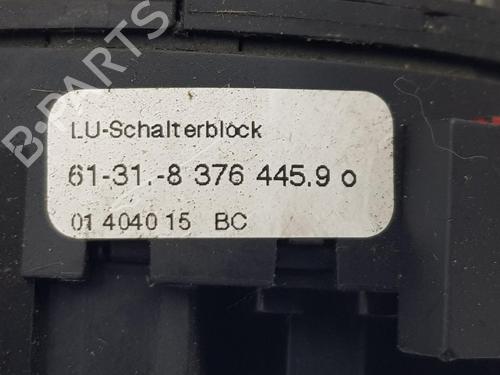 LU-Schalterblock
61-31.-8 376 445.9 o
01 404015 BC
B-PARTS